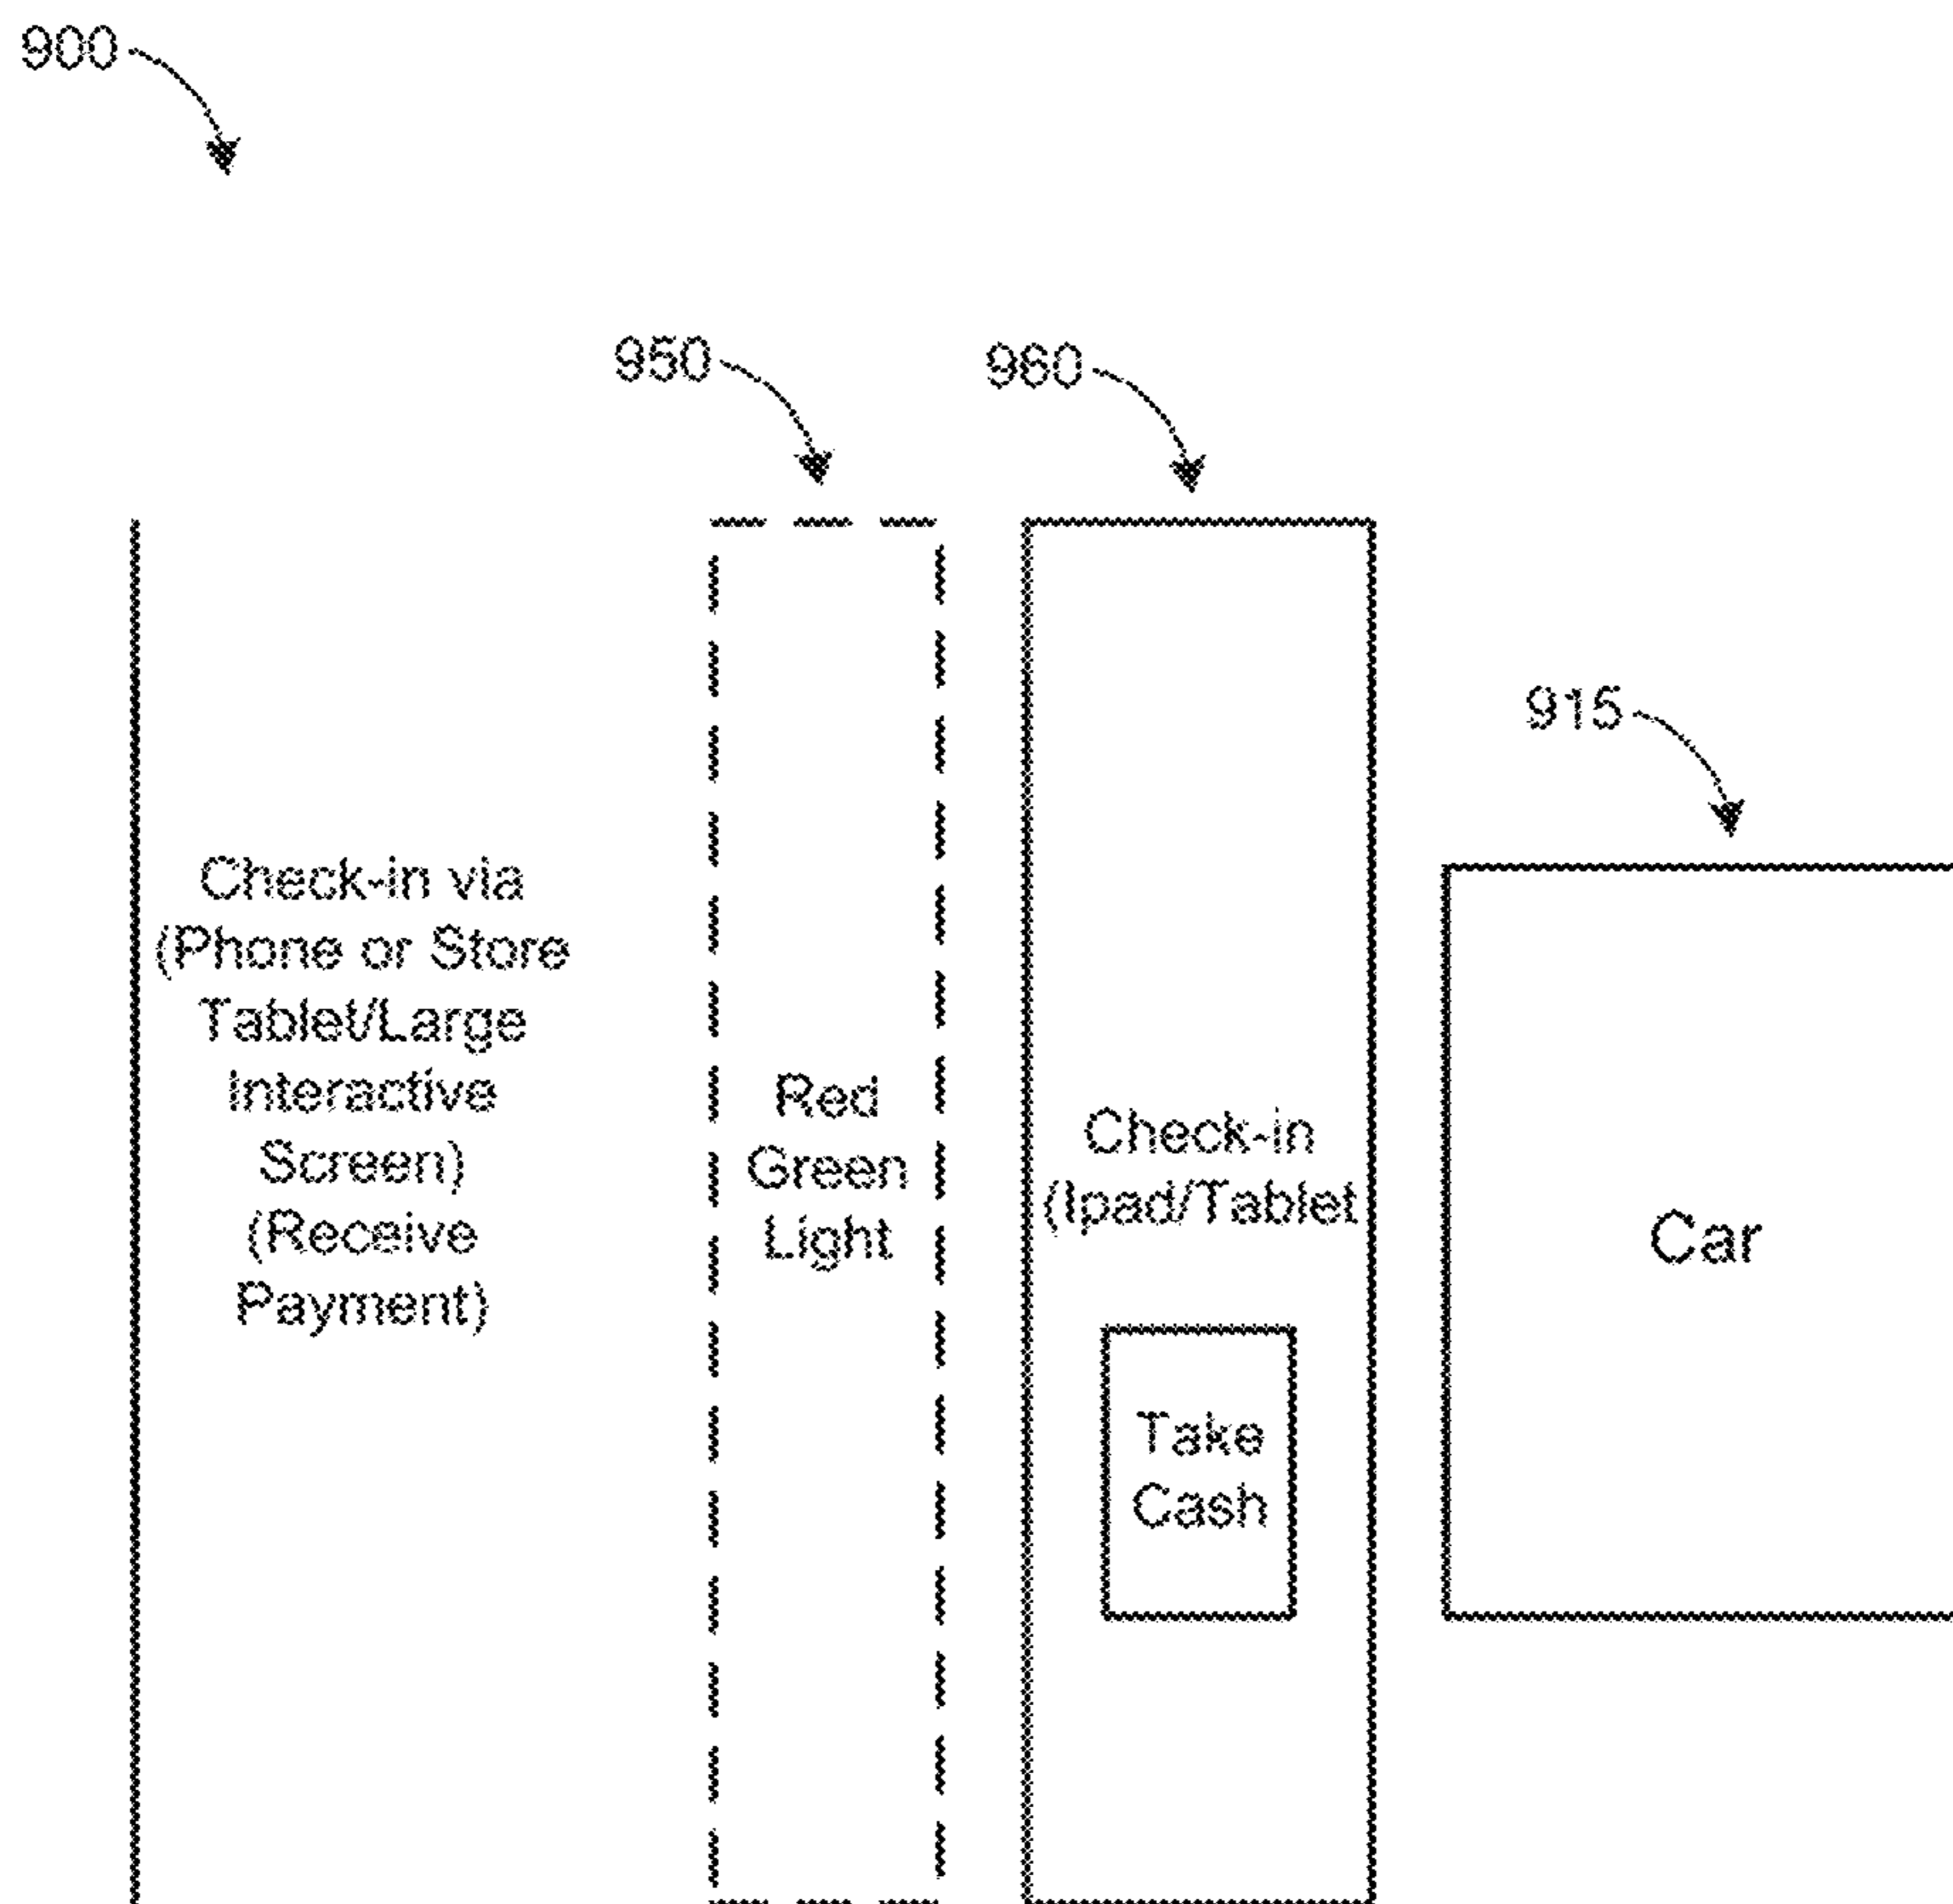 900
950
960
915
Check-in via
(Phone or Store
Tablet/Large
Interactive
Screen)
(Receive
Payment)
Red
Green
Light
Check-in
(Ipad/Tablet
Take
Cash
Car